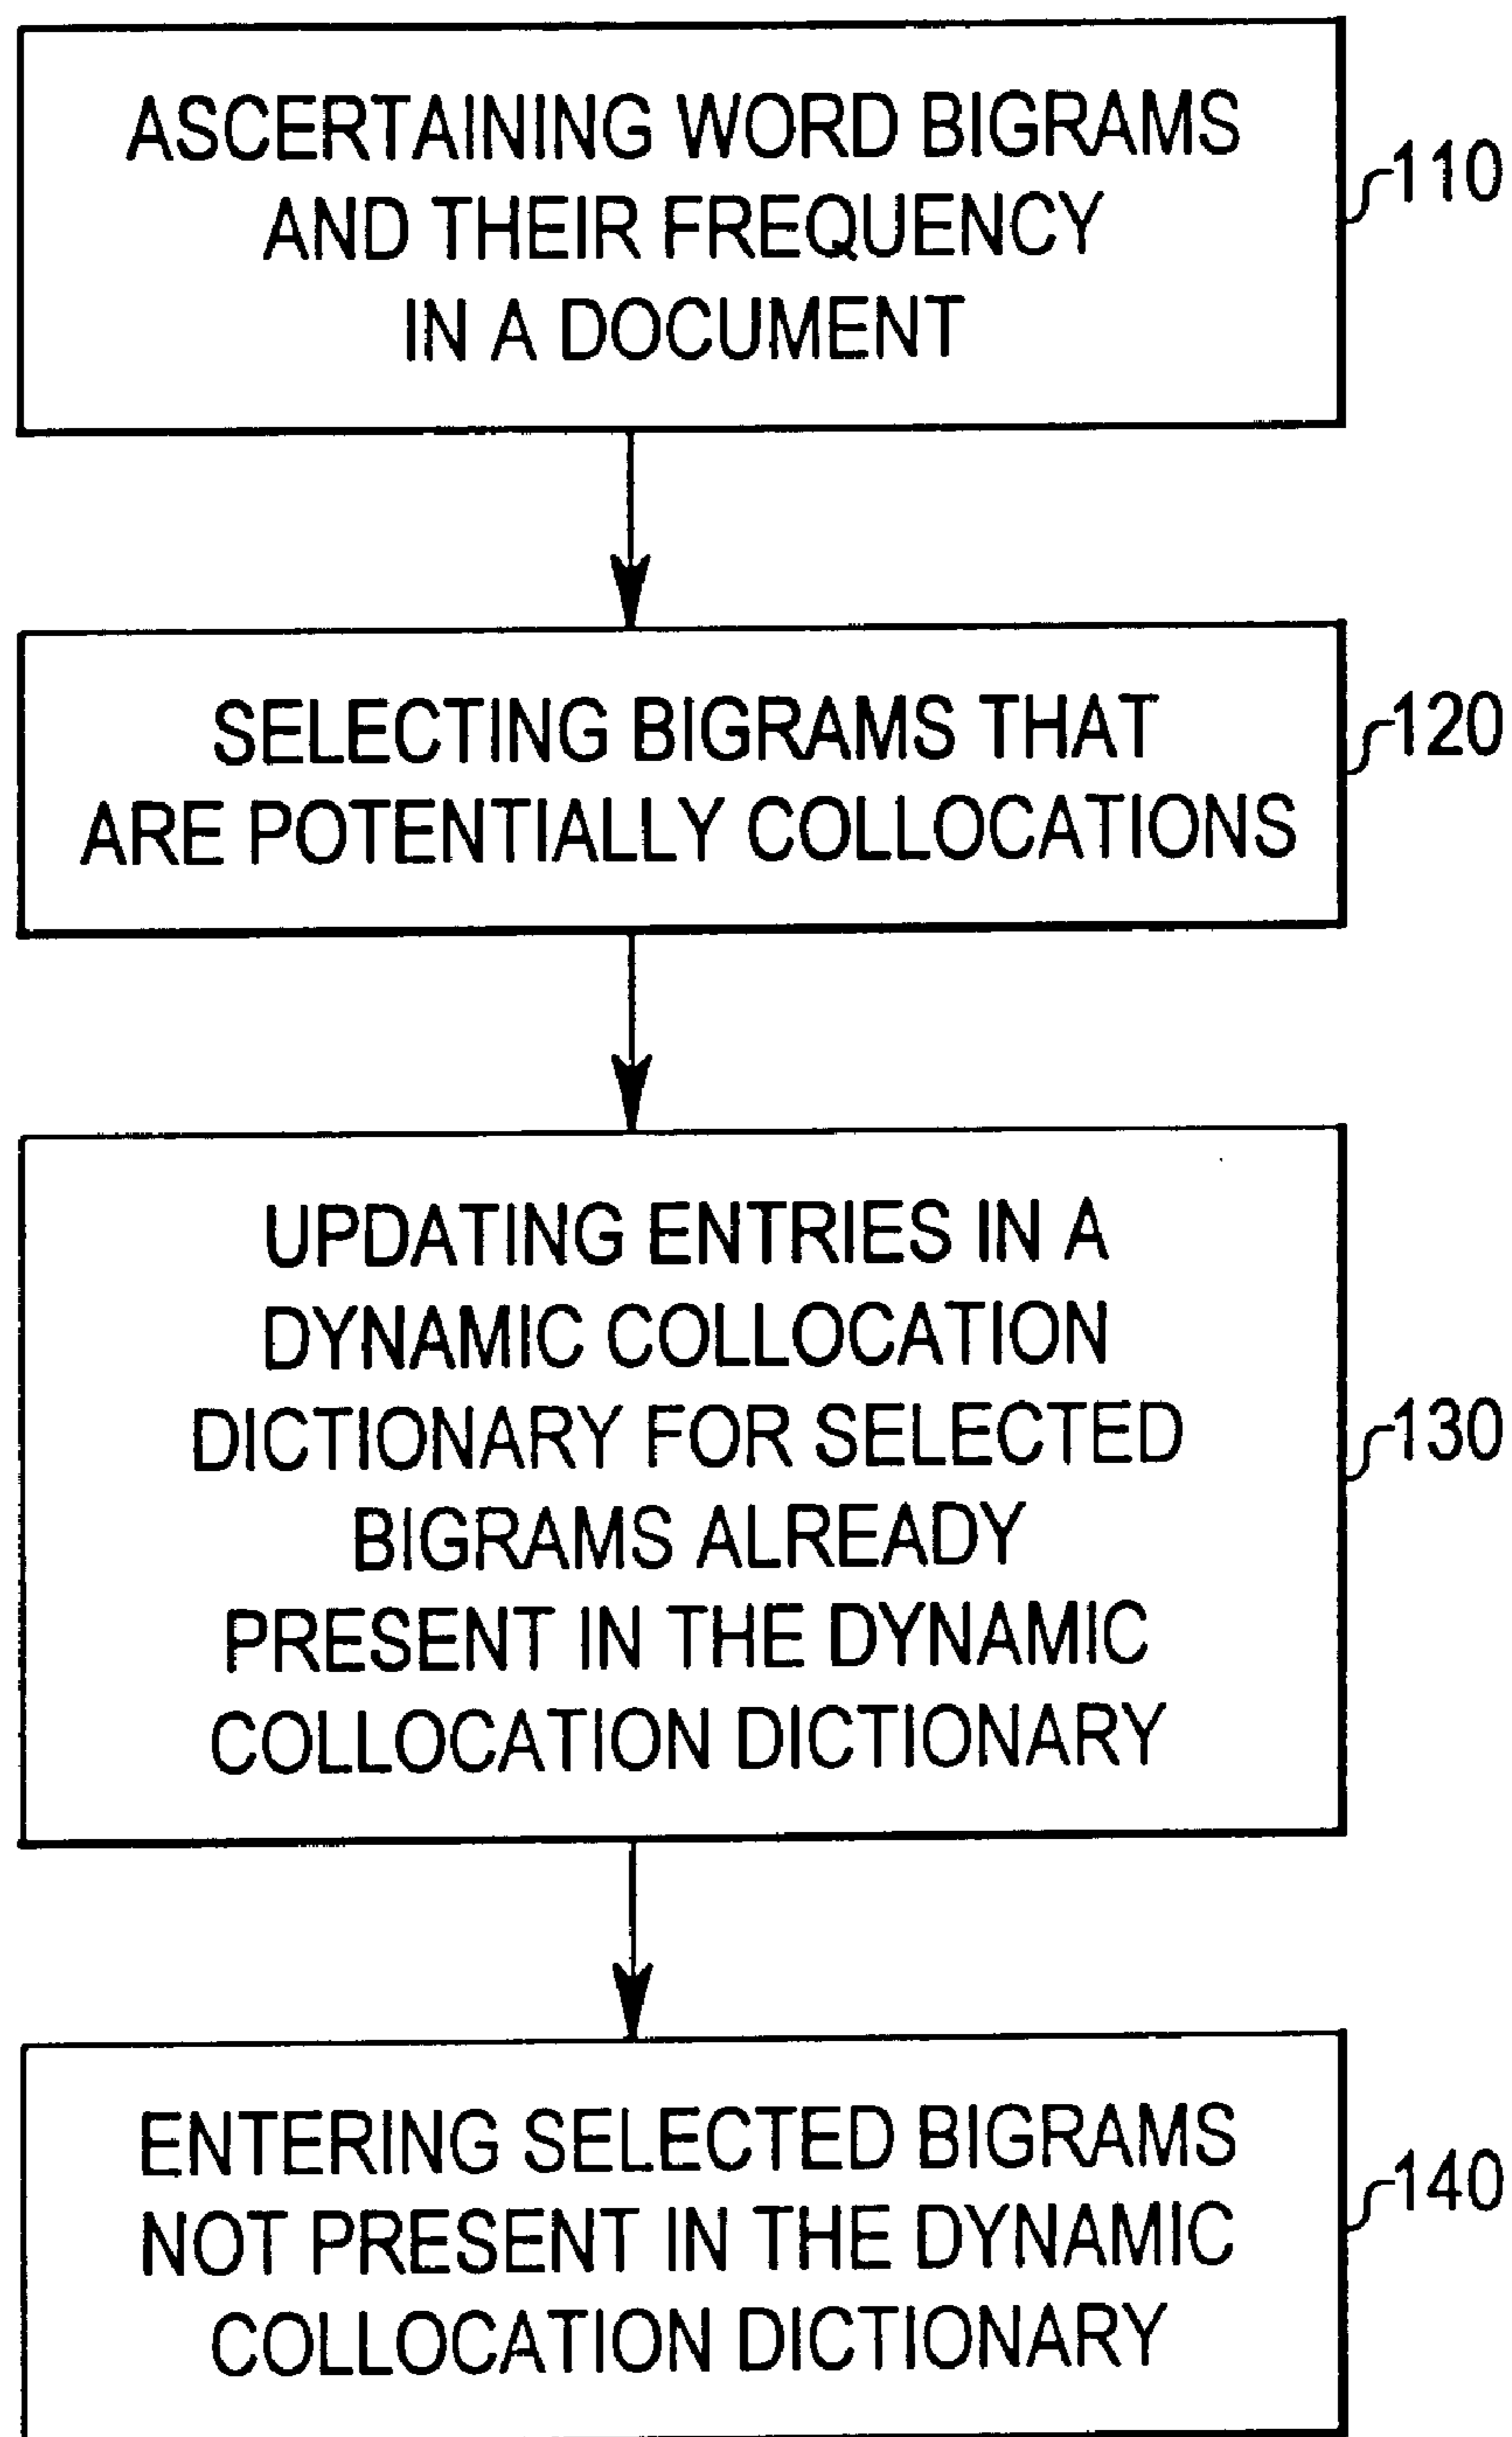 ASCERTAINING WORD BIGRAMS
AND THEIR FREQUENCY
IN A DOCUMENT
110
SELECTING BIGRAMS THAT
ARE POTENTIALLY COLLOCATIONS
120
UPDATING ENTRIES IN A
DYNAMIC COLLOCATION
DICTIONARY FOR SELECTED
BIGRAMS ALREADY
PRESENT IN THE DYNAMIC
COLLOCATION DICTIONARY
130
ENTERING SELECTED BIGRAMS
NOT PRESENT IN THE DYNAMIC
COLLOCATION DICTIONARY
140